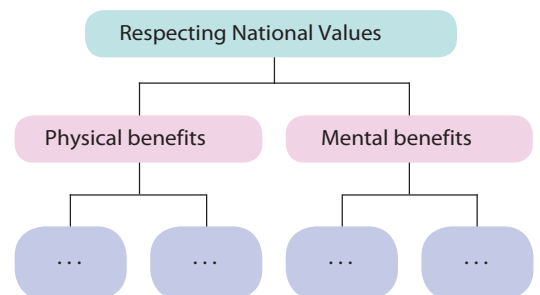 Respecting National Values
Physical benefits
Mental benefits
...
...
...
...